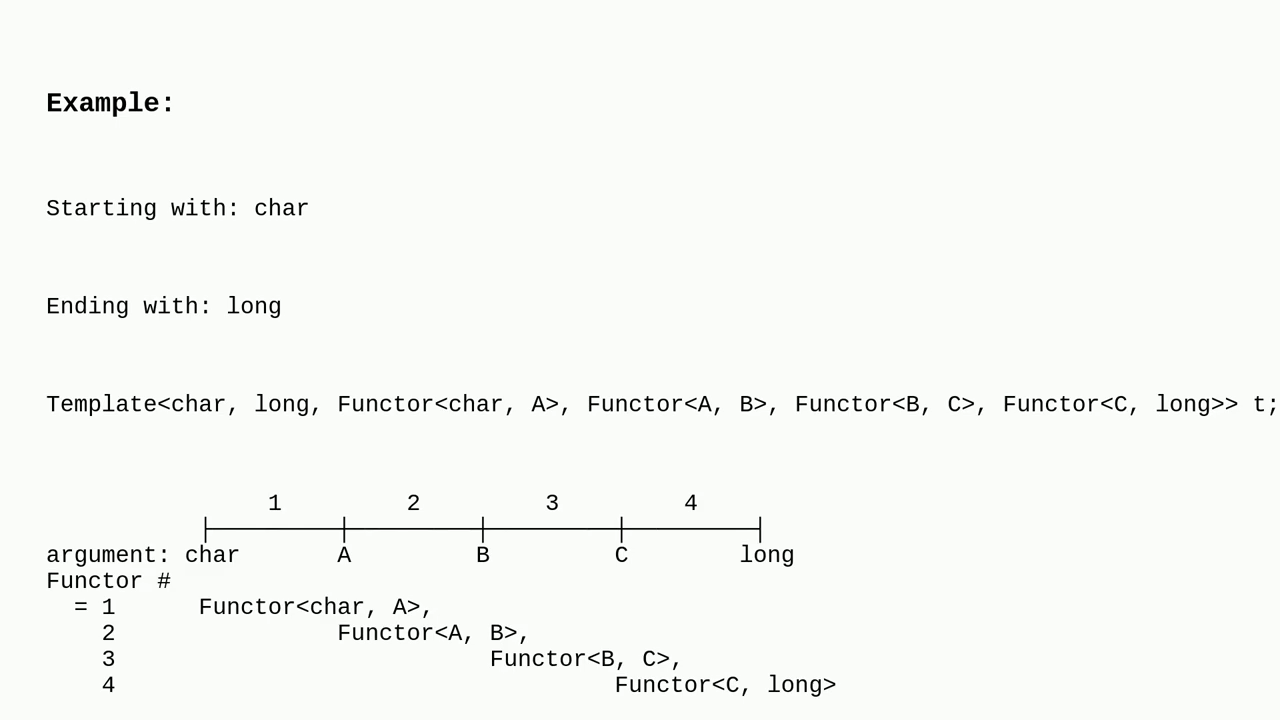 Example:
Starting with: char
Ending with: long
Template<char, long, Functor<char, A>, Functor<A, B>, Functor<B, C>, Functor<C, long>> t;
1 2 3 4
argument: char A B C long
Functor #
= 1 Functor<char, A>,
2 Functor<A, B>,
3 Functor<B, C>,
4 Functor<C, long>